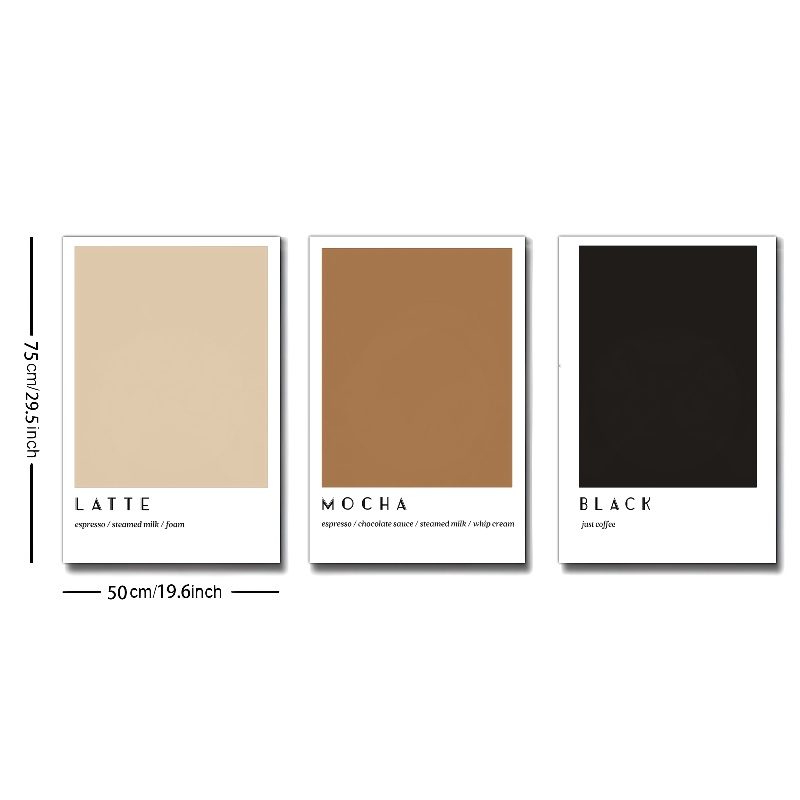 75cm/29.5inch
LATTE
espresso / steamed milk / foam
MOCHA
espresso / chocolate sauce / steamed milk / whip cream
BLACK
just coffee
50cm/19.6inch